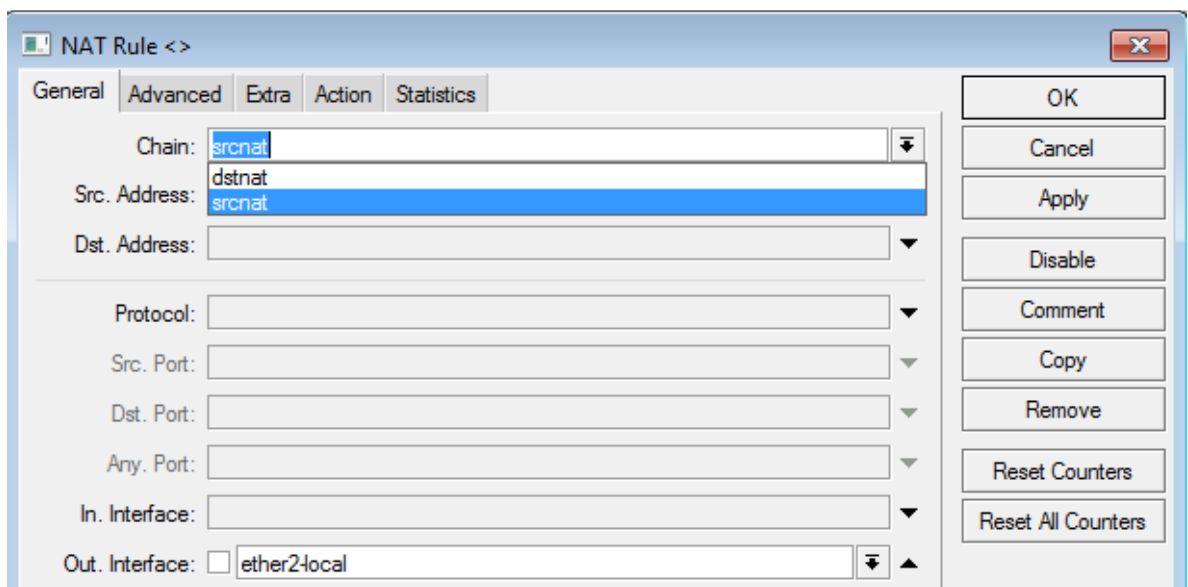 NAT Rule <>
General Advanced Extra Action Statistics
OK
Chain: srcnat
Cancel
dstnat
Src. Address: srcnat
Apply
Dst. Address:
Disable
Protocol:
Comment
Src. Port:
Copy
Dst. Port:
Remove
Any. Port:
Reset Counters
In. Interface:
Reset All Counters
Out. Interface: ether2-local